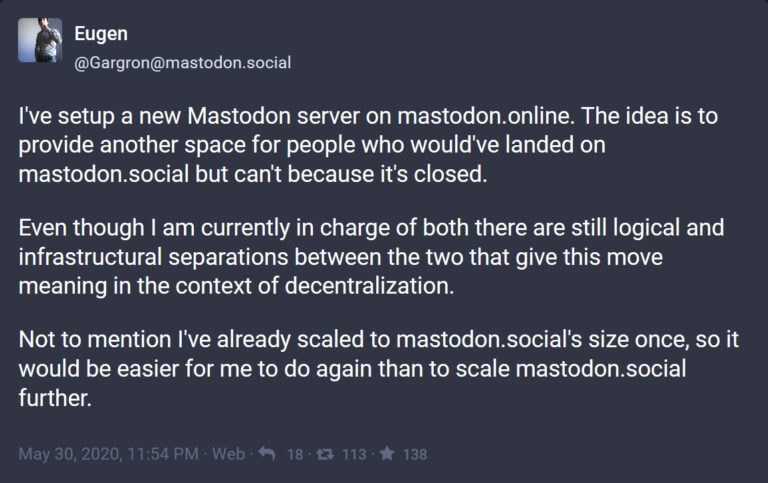 Eugen
@Gargron@mastodon.social
I've setup a new Mastodon server on mastodon.online. The idea is to
provide another space for people who would've landed on
mastodon.social but can't because it's closed.
Even though I am currently in charge of both there are still logical and
infrastructural separations between the two that give this move
meaning in the context of decentralization.
Not to mention I've already scaled to mastodon.social's size once, so it
would be easier for me to do again than to scale mastodon.social
further.
May 30, 2020, 11:54 PM · Web · 18 · 113 · 138